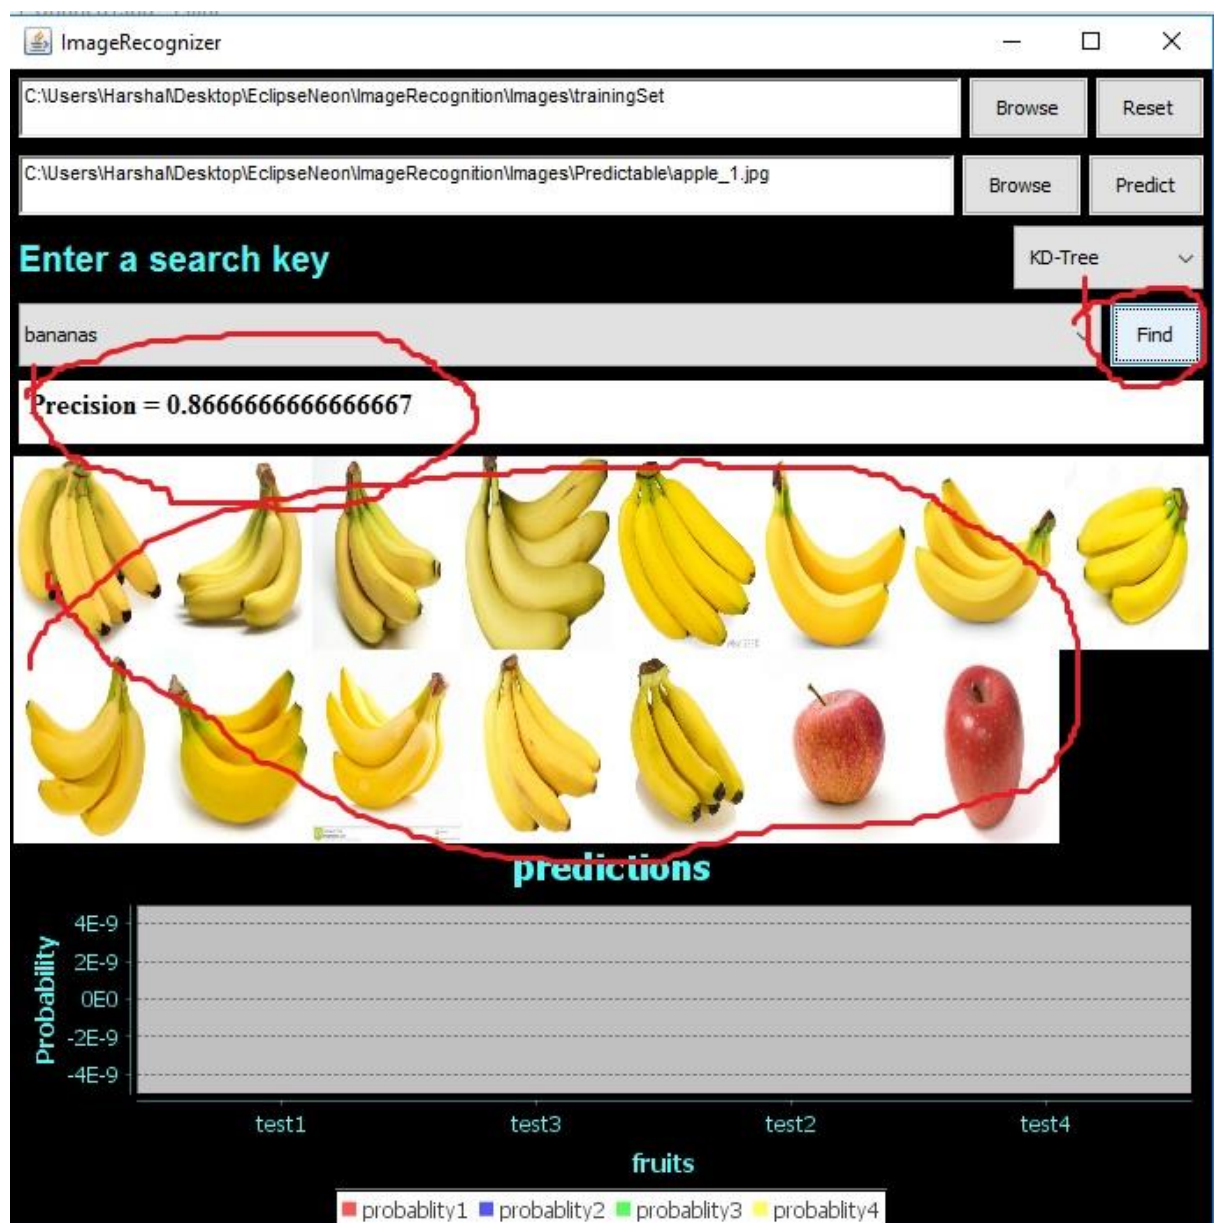 ImageRecognizer
C:\Users\Harshal\Desktop\EclipseNeon\ImageRecognition\Images\trainingSet
Browse
Reset
C:\Users\Harshal\Desktop\EclipseNeon\ImageRecognition\Images\Predictable\apple_1.jpg
Browse
Predict
Enter a search key
KD-Tree
bananas
Find
Precision = 0.8666666666666667
predictions
Probability
4E-9
2E-9
0E0
-2E-9
-4E-9
test1 test3 test2 test4
fruits
probablity1 probablity2 probablity3 probablity4